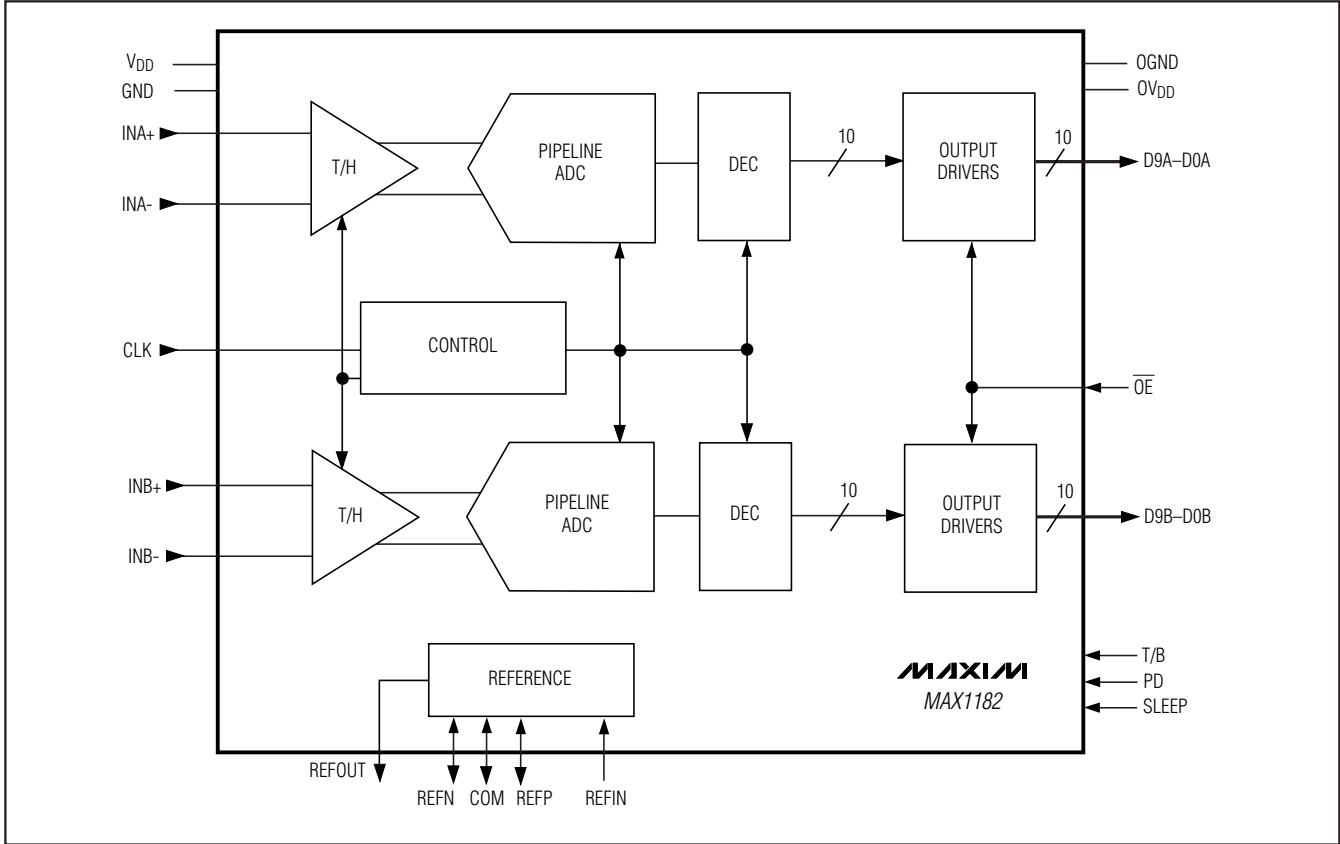 VDD
GND
INA+
INA-
CLK
INB+
INB-
T/H
PIPELINE
ADC
DEC
10
OUTPUT
DRIVERS
10
OGND
OVDD
D9A–D0A
CONTROL
OE
T/H
PIPELINE
ADC
DEC
10
OUTPUT
DRIVERS
10
D9B–D0B
REFERENCE
MAXIM
MAX1182
T/B
PD
SLEEP
REFOUT
REFN COM REFP REFIN